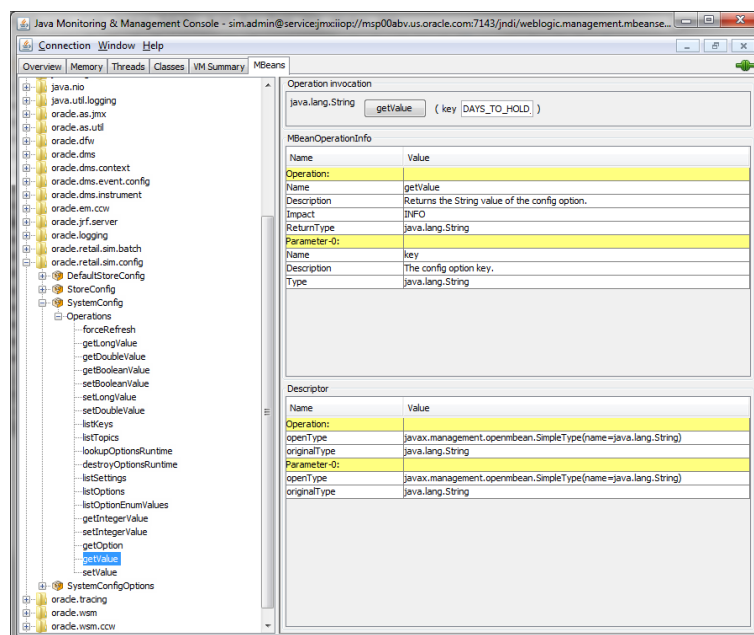 Java Monitoring & Management Console - sim.admin@service:jmx:iiop://msp00abv.us.oracle.com:7143/jndi/weblogic.management.mbeanse...
Connection Window Help
Overview Memory Threads Classes VM Summary MBeans
java.nio
java.util.logging
oracle.as.jmx
oracle.as.util
oracle.dfw
oracle.dms
oracle.dms.context
oracle.dms.event.config
oracle.dms.instrument
oracle.em.ccw
oracle.jrf.server
oracle.logging
oracle.retail.sim.batch
oracle.retail.sim.config
DefaultStoreConfig
StoreConfig
SystemConfig
Operations
forceRefresh
getLongValue
getDoubleValue
getBooleanValue
setBooleanValue
setLongValue
setDoubleValue
listKeys
listTopics
lookupOptionsRuntime
destroyOptionsRuntime
listSettings
listOptions
listOptionEnumValues
getIntegerValue
setIntegerValue
getOption
getValue
setValue
SystemConfigOptions
oracle.tracing
oracle.wsm
oracle.wsm.ccw
Operation invocation
java.lang.String getValue ( key DAYS_TO_HOLD_ )
MBeanOperationInfo
Name Value
Operation:
Name getValue
Description Returns the String value of the config option.
Impact INFO
ReturnType java.lang.String
Parameter-0:
Name key
Description The config option key.
Type java.lang.String
Descriptor
Name Value
Operation:
openType javax.management.openmbean.SimpleType(name=java.lang.String)
originalType java.lang.String
Parameter-0:
openType javax.management.openmbean.SimpleType(name=java.lang.String)
originalType java.lang.String